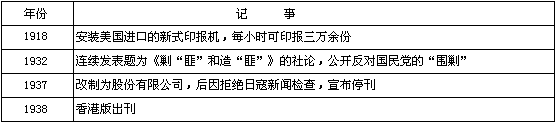 年份 记 事
1918 安装美国进口的新式印报机，每小时可印报三万余份
1932 连续发表题为《剿“匪”和造“匪”》的社论，公开反对国民党的“围剿”
1937 改制为股份有限公司，后因拒绝日寇新闻检查，宣布停刊
1938 香港版出刊